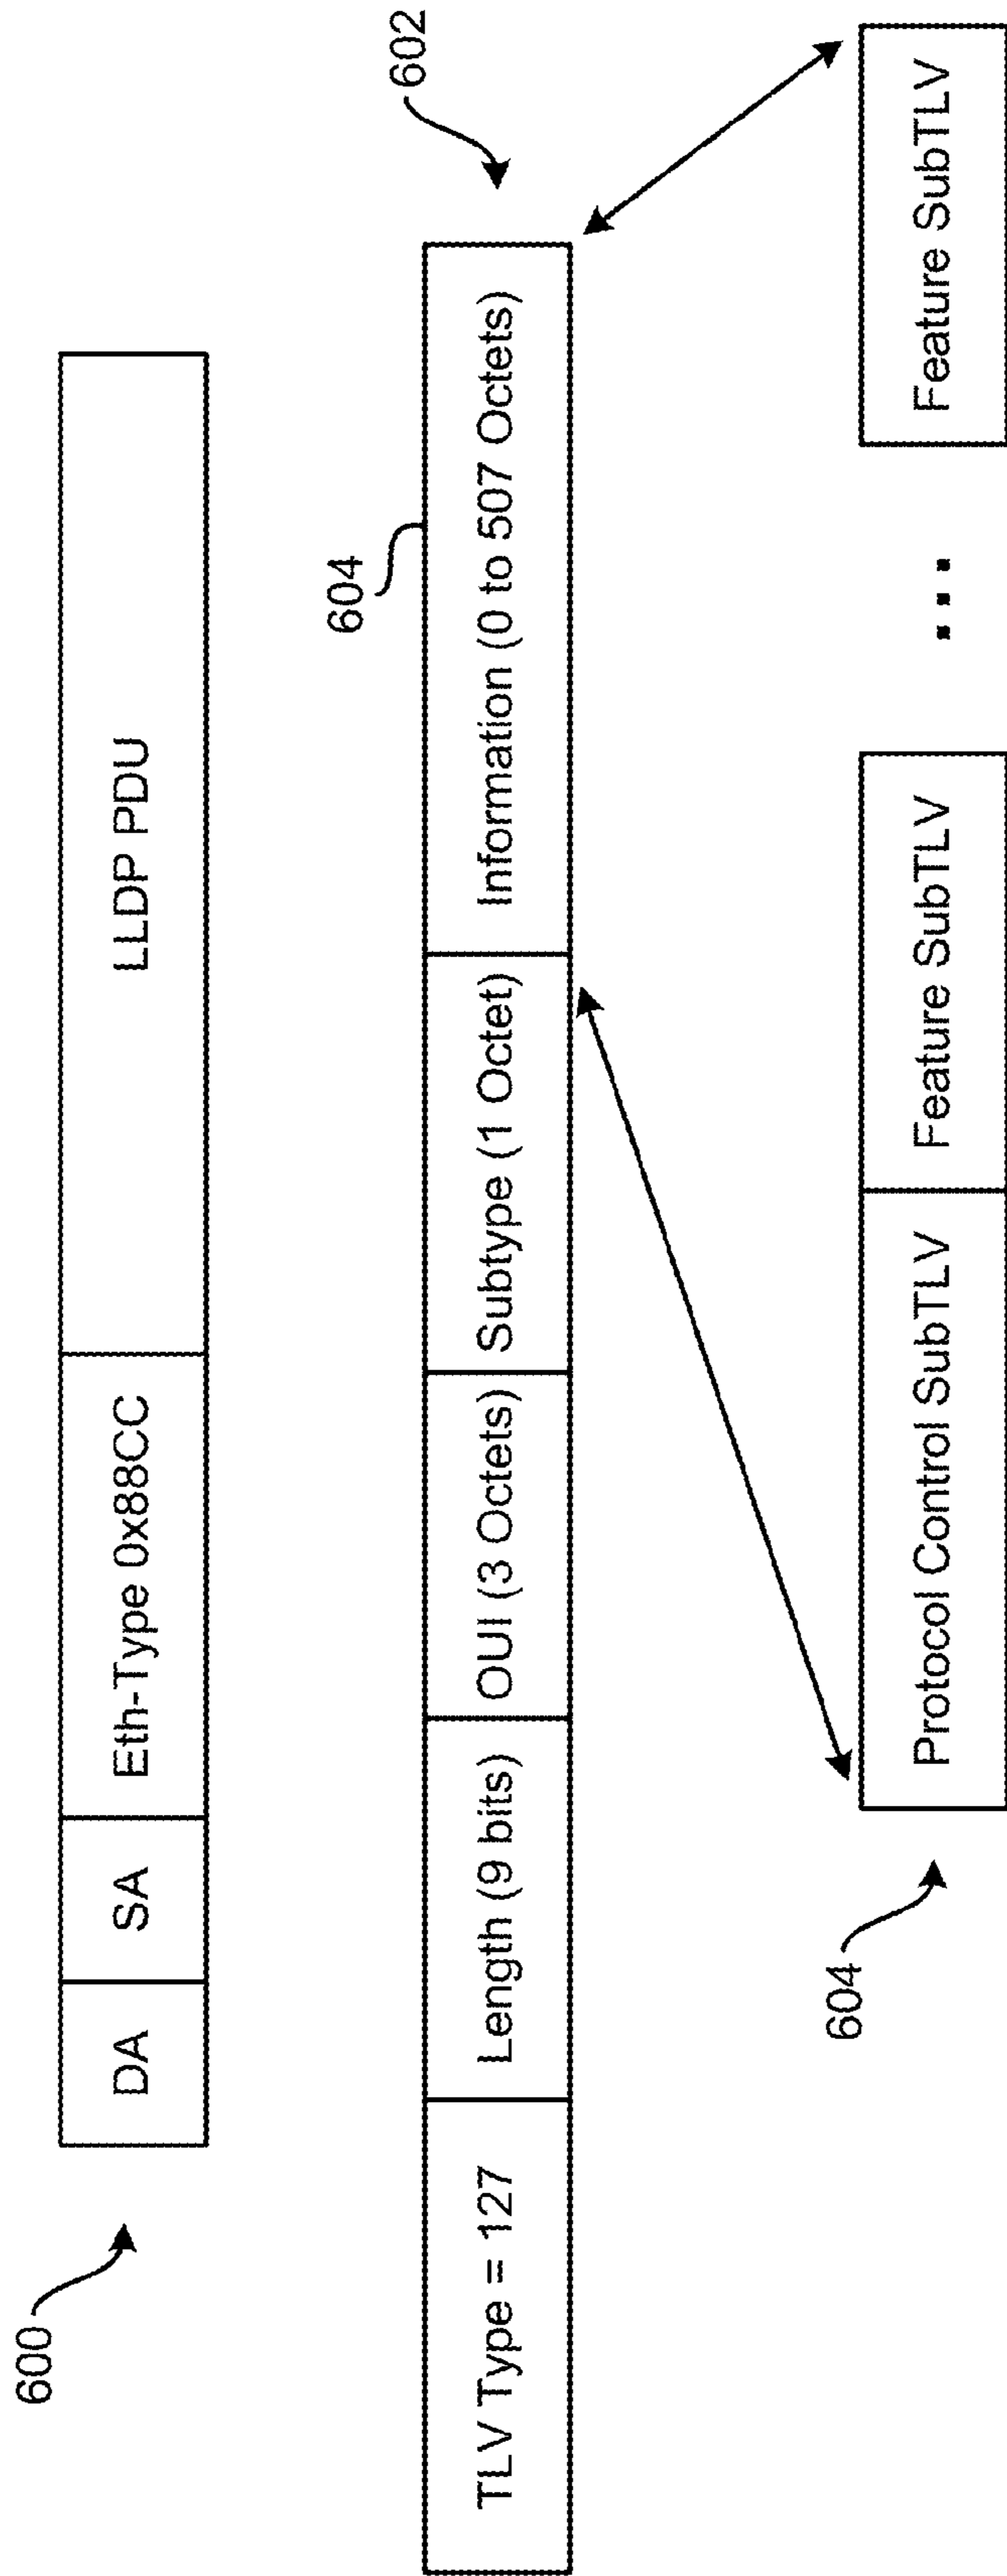 600
DA
SA
Eth-Type 0x88CC
LLDP PDU
602
TLV Type = 127
Length (9 bits)
OUI (3 Octets)
Subtype (1 Octet)
Information (0 to 507 Octets)
604
604
Protocol Control SubTLV
Feature SubTLV
...
Feature SubTLV